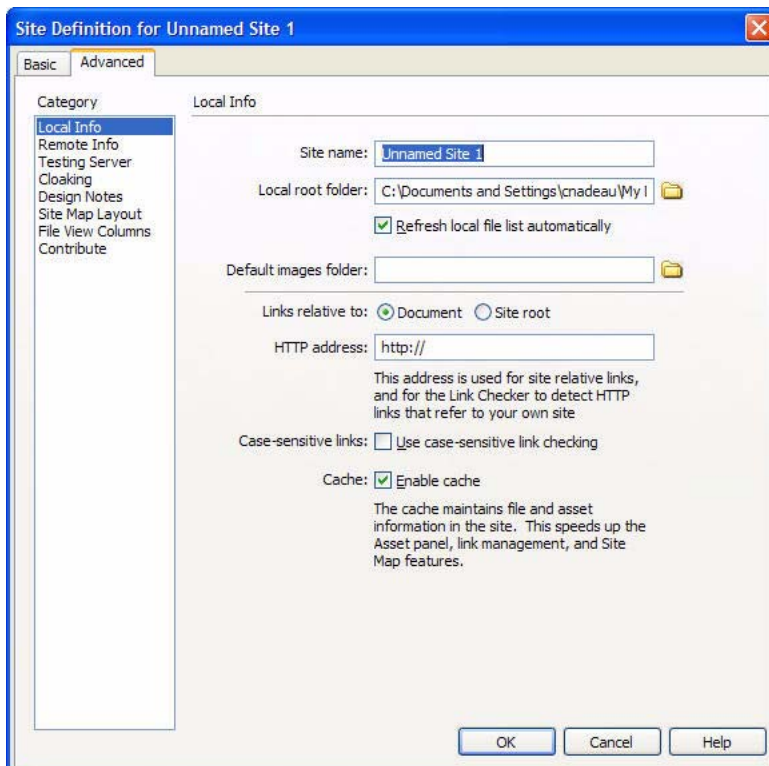 Site Definition for Unnamed Site 1
Basic
Advanced
Category
Local Info
Remote Info
Testing Server
Cloaking
Design Notes
Site Map Layout
File View Columns
Contribute
Local Info
Site name: Unnamed Site 1
Local root folder: C:\Documents and Settings\cnadeau\My
Refresh local file list automatically
Default images folder:
Links relative to: Document Site root
HTTP address: http://
This address is used for site relative links,
and for the Link Checker to detect HTTP
links that refer to your own site
Case-sensitive links: Use case-sensitive link checking
Cache: Enable cache
The cache maintains file and asset
information in the site. This speeds up the
Asset panel, link management, and Site
Map features.
OK Cancel Help